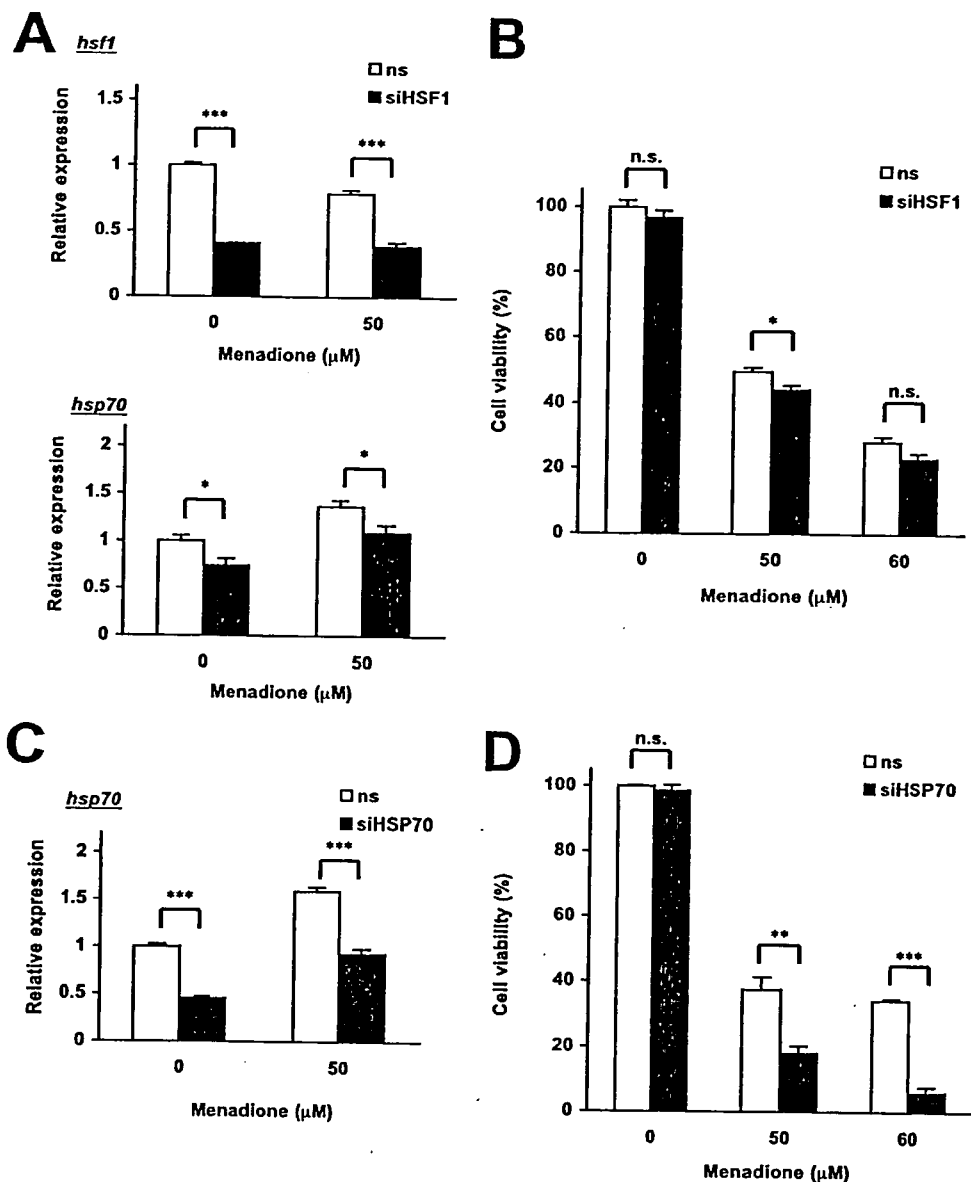 A
hsf1
ns
siHSF1
Relative expression
1.5
1
0.5
0
***
***
0
50
Menadione (μM)
hsp70
Relative expression
2
1.5
1
0.5
0
*
*
0
50
Menadione (μM)
B
ns
siHSF1
Cell viability (%)
100
80
60
40
20
0
n.s.
*
n.s.
0
50
60
Menadione (μM)
C
hsp70
ns
siHSP70
Relative expression
2
1.5
1
0.5
0
***
***
0
50
Menadione (μM)
D
ns
siHSP70
Cell viability (%)
100
80
60
40
20
0
n.s.
**
***
0
50
60
Menadione (μM)